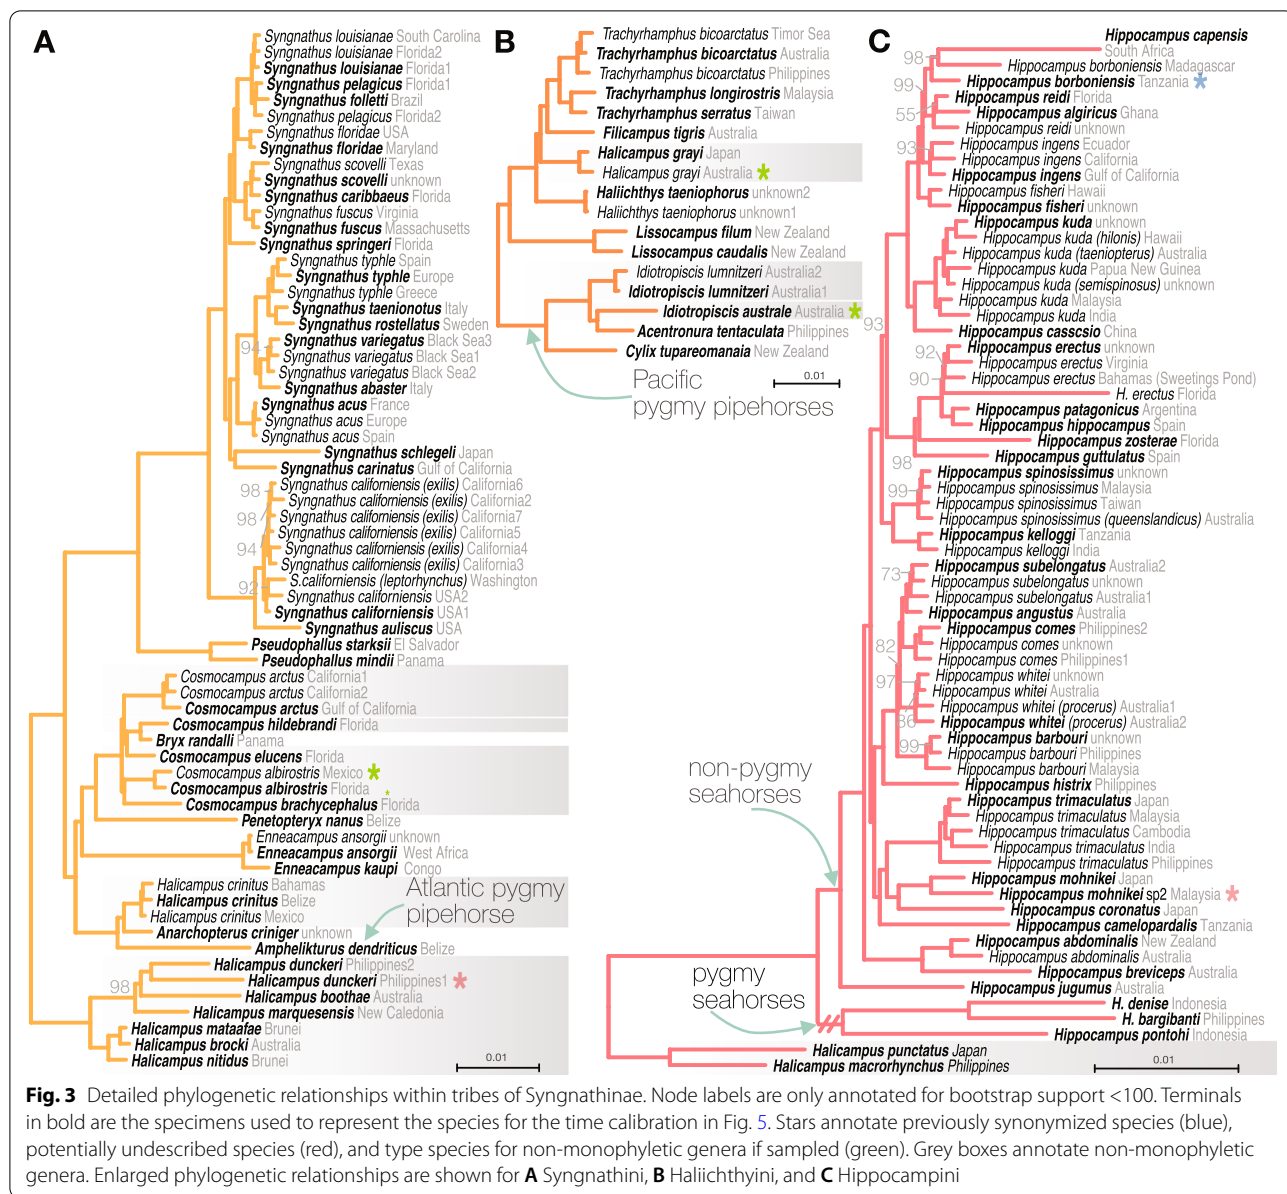 A
Syngnathus louisianae South Carolina
Syngnathus louisianae Florida2
Syngnathus louisianae Florida1
Syngnathus pelagicus Florida1
Syngnathus folletti Brazil
Syngnathus pelagicus Florida2
Syngnathus floridae USA
Syngnathus floridae Maryland
Syngnathus scovelli Texas
Syngnathus scovelli unknown
Syngnathus caribbaeus Florida
Syngnathus fuscus Virginia
Syngnathus fuscus Massachusetts
Syngnathus springeri Florida
Syngnathus typhle Spain
Syngnathus typhle Europe
Syngnathus typhle Greece
Syngnathus taenionotus Italy
Syngnathus rostellatus Sweden
Syngnathus variegatus Black Sea3
94
Syngnathus variegatus Black Sea1
Syngnathus variegatus Black Sea2
Syngnathus abaster Italy
Syngnathus acus France
Syngnathus acus Europe
Syngnathus acus Spain
Syngnathus schlegeli Japan
Syngnathus carinatus Gulf of California
Syngnathus californiensis (exilis) California6
98
Syngnathus californiensis (exilis) California2
Syngnathus californiensis (exilis) California7
98
Syngnathus californiensis (exilis) California5
Syngnathus californiensis (exilis) California4
94
Syngnathus californiensis (exilis) California3
S.californiensis (leptorhynchus) Washington
92
Syngnathus californiensis USA2
Syngnathus californiensis USA1
Syngnathus auliscus USA
Pseudophallus starksii El Salvador
Pseudophallus mindii Panama
Cosmocampus arctus California1
Cosmocampus arctus California2
Cosmocampus arctus Gulf of California
Cosmocampus hildebrandi Florida
Bryx randalli Panama
Cosmocampus elucens Florida
Cosmocampus albirostris Mexico *
Cosmocampus albirostris Florida *
Cosmocampus brachycephalus Florida
Penetopteryx nanus Belize
Enneacampus ansorgii unknown
Enneacampus ansorgii West Africa
Enneacampus kaupi Congo
Halicampus crinitus Bahamas
Halicampus crinitus Belize
Halicampus crinitus Mexico
Anarchopterus criniger unknown
Amphelikturus dendriticus Belize
Atlantic pygmy
pipehorse
Halicampus dunckeri Philippines2
Halicampus dunckeri Philippines1 *
98
Halicampus boothae Australia
Halicampus marquesensis New Caledonia
Halicampus mataafae Brunei
Halicampus brocki Australia
Halicampus nitidus Brunei
0.01
B
Trachyrhamphus bicoarctatus Timor Sea
Trachyrhamphus bicoarctatus Australia
Trachyrhamphus bicoarctatus Philippines
Trachyrhamphus longirostris Malaysia
Trachyrhamphus serratus Taiwan
Filicampus tigris Australia
Halicampus grayi Japan
Halicampus grayi Australia *
Haliichthys taeniophorus unknown2
Haliichthys taeniophorus unknown1
Lissocampus filum New Zealand
Lissocampus caudalis New Zealand
Idiotropiscis lumnitzeri Australia2
Idiotropiscis lumnitzeri Australia1
Idiotropiscis australe Australia *
Acentronura tentaculata Philippines
Cylix tupareomanaia New Zealand
Pacific
pygmy pipehorses
0.01
C
Hippocampus capensis
South Africa
98
Hippocampus borboniensis Madagascar
Hippocampus borboniensis Tanzania *
99
Hippocampus reidi Florida
55
Hippocampus algiricus Ghana
Hippocampus reidi unknown
93
Hippocampus ingens Ecuador
Hippocampus ingens California
Hippocampus ingens Gulf of California
Hippocampus fisheri Hawaii
Hippocampus fisheri unknown
Hippocampus kuda unknown
Hippocampus kuda (hilonis) Hawaii
Hippocampus kuda (taeniopterus) Australia
Hippocampus kuda Papua New Guinea
Hippocampus kuda (semispinosus) unknown
Hippocampus kuda Malaysia
Hippocampus kuda India
93
Hippocampus casscsio China
Hippocampus erectus unknown
92
Hippocampus erectus Virginia
90
Hippocampus erectus Bahamas (Sweetings Pond)
H. erectus Florida
Hippocampus patagonicus Argentina
Hippocampus hippocampus Spain
Hippocampus zosterae Florida
Hippocampus guttulatus Spain
98
Hippocampus spinosissimus unknown
99
Hippocampus spinosissimus Malaysia
Hippocampus spinosissimus Taiwan
Hippocampus spinosissimus (queenslandicus) Australia
Hippocampus kelloggi Tanzania
Hippocampus kelloggi India
Hippocampus subelongatus Australia2
73
Hippocampus subelongatus unknown
Hippocampus subelongatus Australia1
Hippocampus angustus Australia
Hippocampus comes Philippines2
82
Hippocampus comes unknown
Hippocampus comes Philippines1
Hippocampus whitei unknown
97
Hippocampus whitei Australia
Hippocampus whitei (procerus) Australia1
86
Hippocampus whitei (procerus) Australia2
Hippocampus barbouri unknown
99
Hippocampus barbouri Philippines
Hippocampus barbouri Malaysia
Hippocampus histrix Philippines
Hippocampus trimaculatus Japan
Hippocampus trimaculatus Malaysia
Hippocampus trimaculatus Cambodia
Hippocampus trimaculatus India
Hippocampus trimaculatus Philippines
Hippocampus mohnikei Japan
Hippocampus mohnikei sp2 Malaysia *
Hippocampus coronatus Japan
Hippocampus camelopardalis Tanzania
Hippocampus abdominalis New Zealand
Hippocampus abdominalis Australia
Hippocampus breviceps Australia
Hippocampus jugumus Australia
H. denise Indonesia
H. bargibanti Philippines
Hippocampus pontohi Indonesia
Halicampus punctatus Japan
Halicampus macrorhynchus Philippines
non-pygmy
seahorses
pygmy
seahorses
0.01
Fig. 3 Detailed phylogenetic relationships within tribes of Syngnathinae. Node labels are only annotated for bootstrap support <100. Terminals
in bold are the specimens used to represent the species for the time calibration in Fig. 5. Stars annotate previously synonymized species (blue),
potentially undescribed species (red), and type species for non-monophyletic genera if sampled (green). Grey boxes annotate non-monophyletic
genera. Enlarged phylogenetic relationships are shown for A Syngnathini, B Haliichthyini, and C Hippocampini